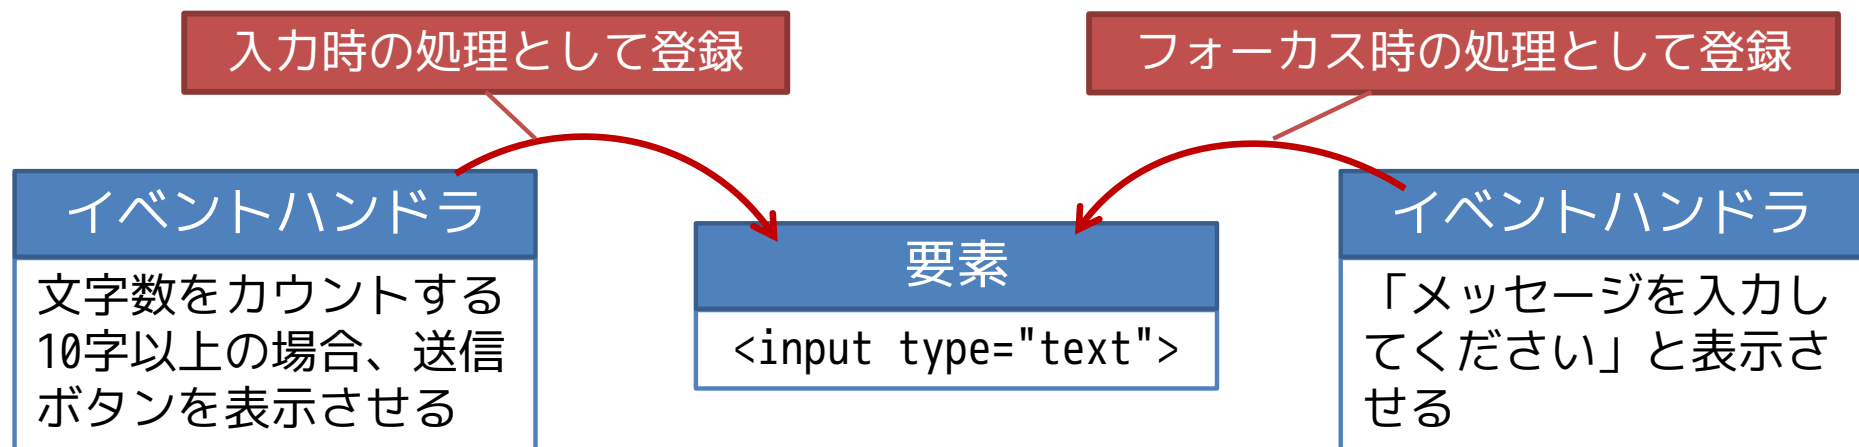 入力時の処理として登録
フォーカス時の処理として登録
イベントハンドラ
文字数をカウントする
10字以上の場合、送信
ボタンを表示させる
要素
<input type="text">
イベントハンドラ
「メッセージを入力し
てください」と表示さ
せる